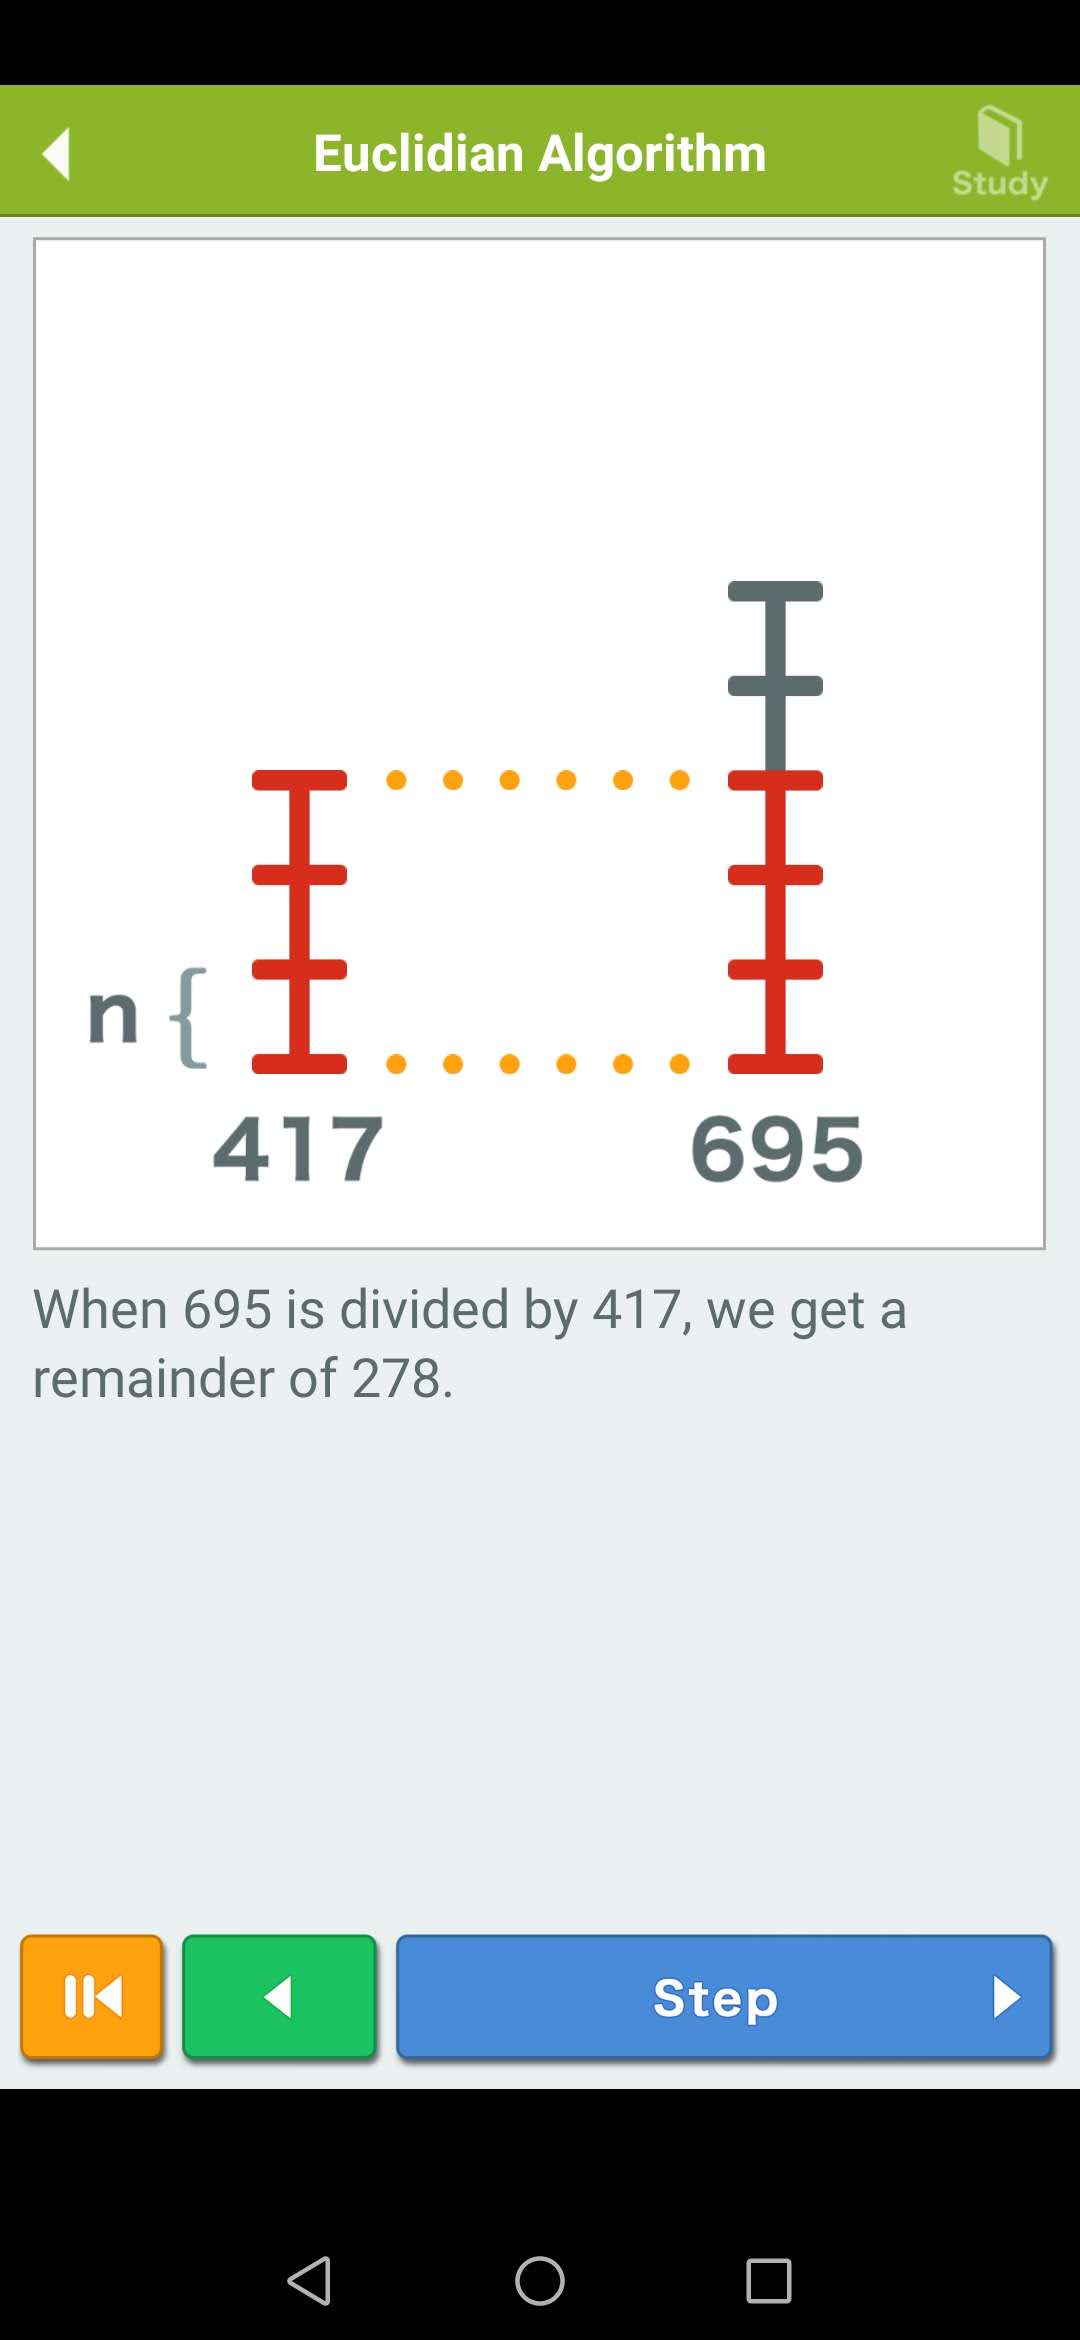 Euclidian Algorithm
Study
n {
417 695
When 695 is divided by 417, we get a
remainder of 278.
Step